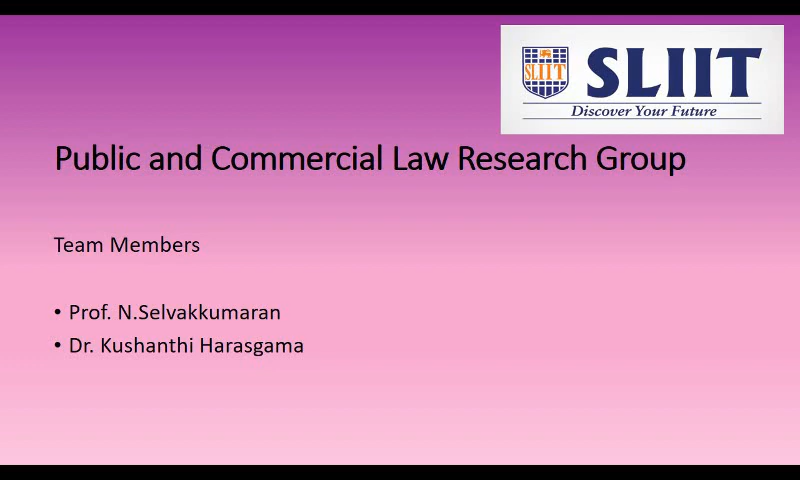 SLIIT
SLIIT
Discover Your Future
Public and Commercial Law Research Group
Team Members
• Prof. N.Selvakkumaran
• Dr. Kushanthi Harasgama